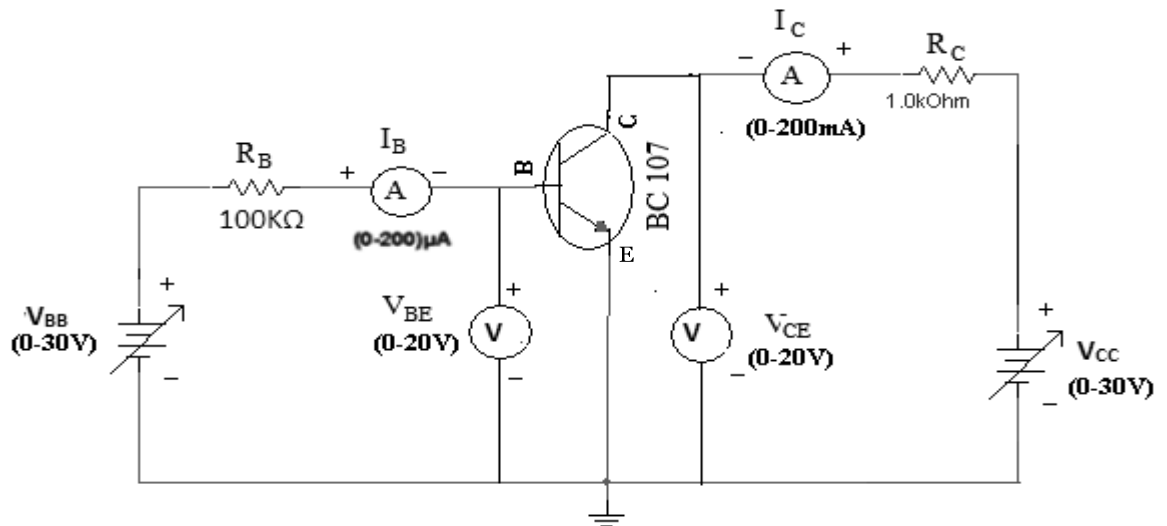 I C
− A + R C
1.0kOhm
(0-200mA)
C
B
BC 107
E
R B
100KΩ
I B
+ A −
(0-200)µA
+
V BB
(0-30V)
−
V BE
(0-20V)
+
V
−
+
V
−
V CE
(0-20V)
+
V CC
(0-30V)
−